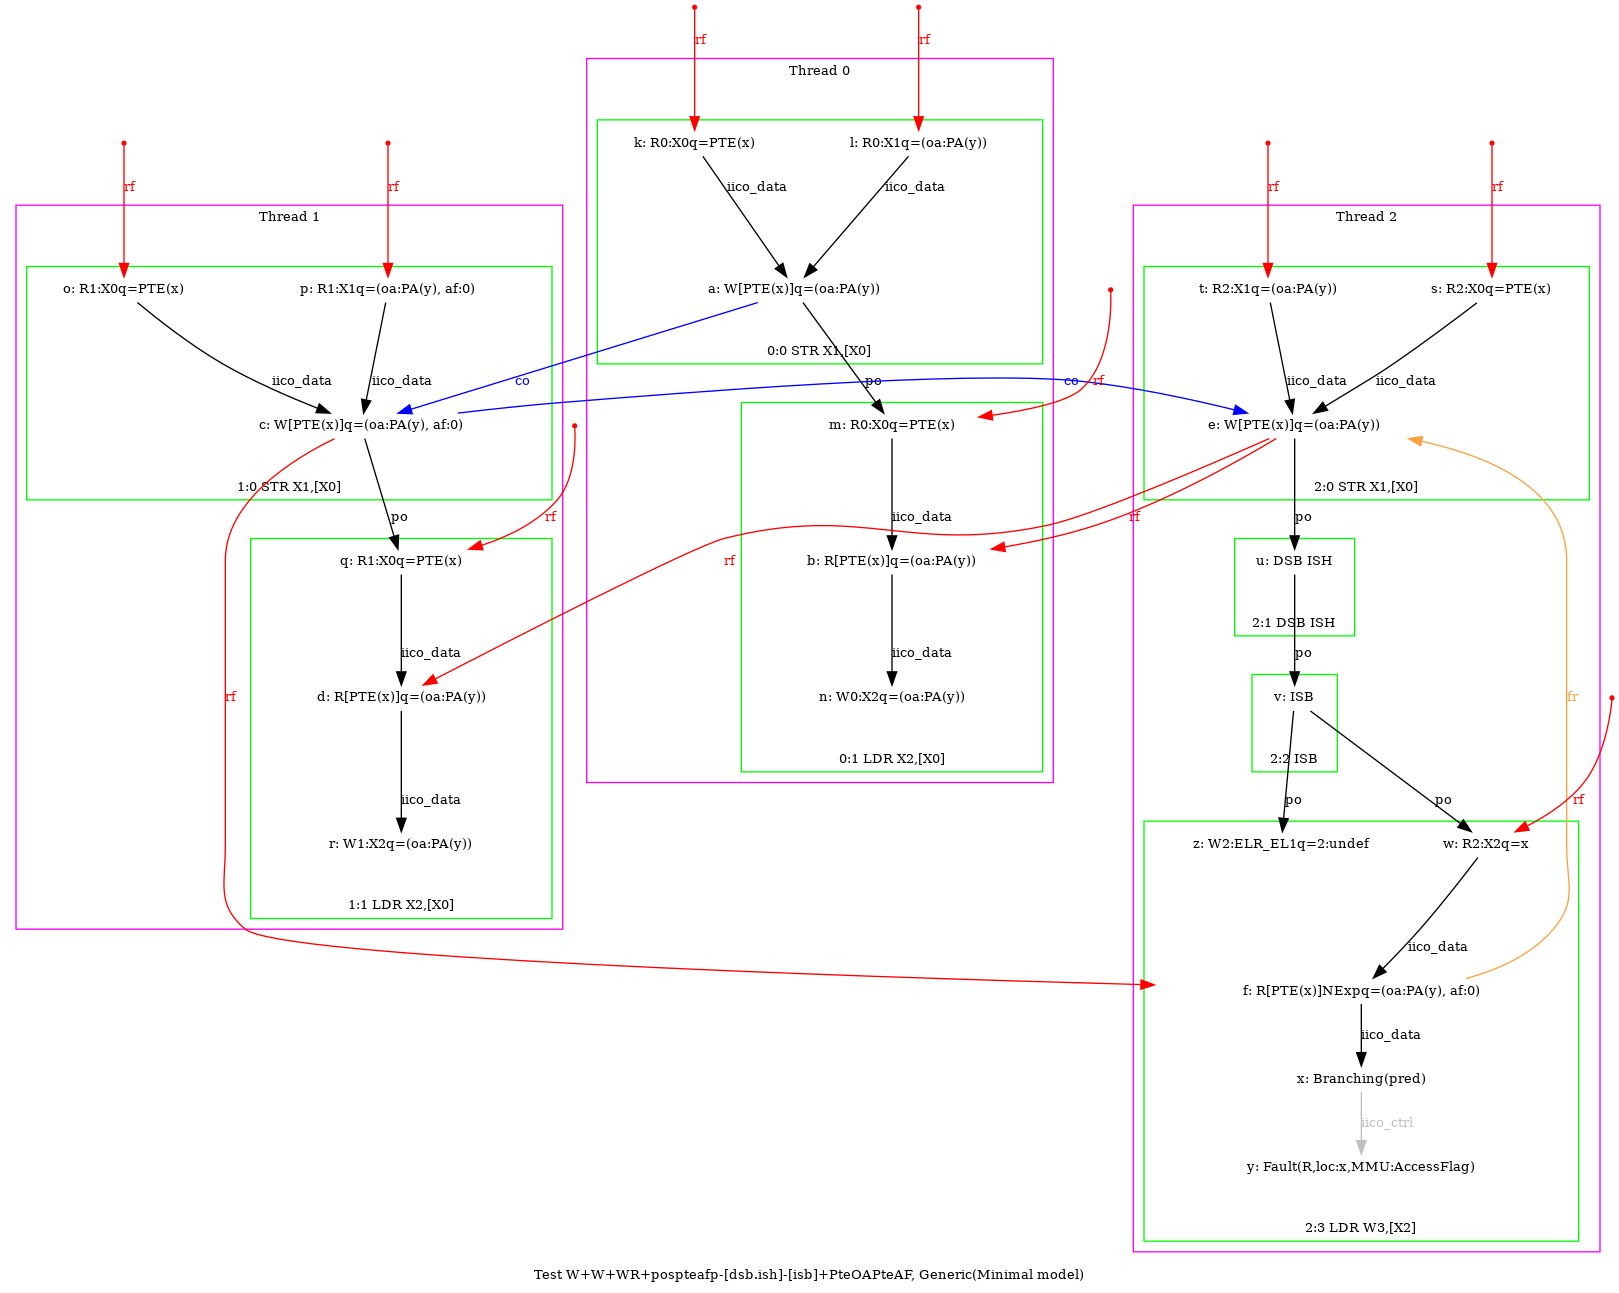 rf
rf
Thread 0
k: R0:X0q=PTE(x)
l: R0:X1q=(oa:PA(y))
iico_data
iico_data
a: W[PTE(x)]q=(oa:PA(y))
0:0 STR X1,[X0]
po
rf
m: R0:X0q=PTE(x)
iico_data
b: R[PTE(x)]q=(oa:PA(y))
iico_data
n: W0:X2q=(oa:PA(y))
0:1 LDR X2,[X0]
rf
rf
Thread 1
o: R1:X0q=PTE(x)
p: R1:X1q=(oa:PA(y), af:0)
iico_data
iico_data
co
c: W[PTE(x)]q=(oa:PA(y), af:0)
1:0 STR X1,[X0]
po
rf
q: R1:X0q=PTE(x)
rf
iico_data
d: R[PTE(x)]q=(oa:PA(y))
rf
iico_data
r: W1:X2q=(oa:PA(y))
1:1 LDR X2,[X0]
rf
rf
Thread 2
t: R2:X1q=(oa:PA(y))
s: R2:X0q=PTE(x)
co
iico_data
iico_data
e: W[PTE(x)]q=(oa:PA(y))
2:0 STR X1,[X0]
rf
po
u: DSB ISH
2:1 DSB ISH
po
v: ISB
fr
2:2 ISB
po
po
rf
z: W2:ELR_EL1q=2:undef
w: R2:X2q=x
iico_data
f: R[PTE(x)]NExpq=(oa:PA(y), af:0)
iico_data
x: Branching(pred)
iico_ctrl
y: Fault(R,loc:x,MMU:AccessFlag)
2:3 LDR W3,[X2]
Test W+W+WR+pospteafp-[dsb.ish]-[isb]+PteOAPteAF, Generic(Minimal model)